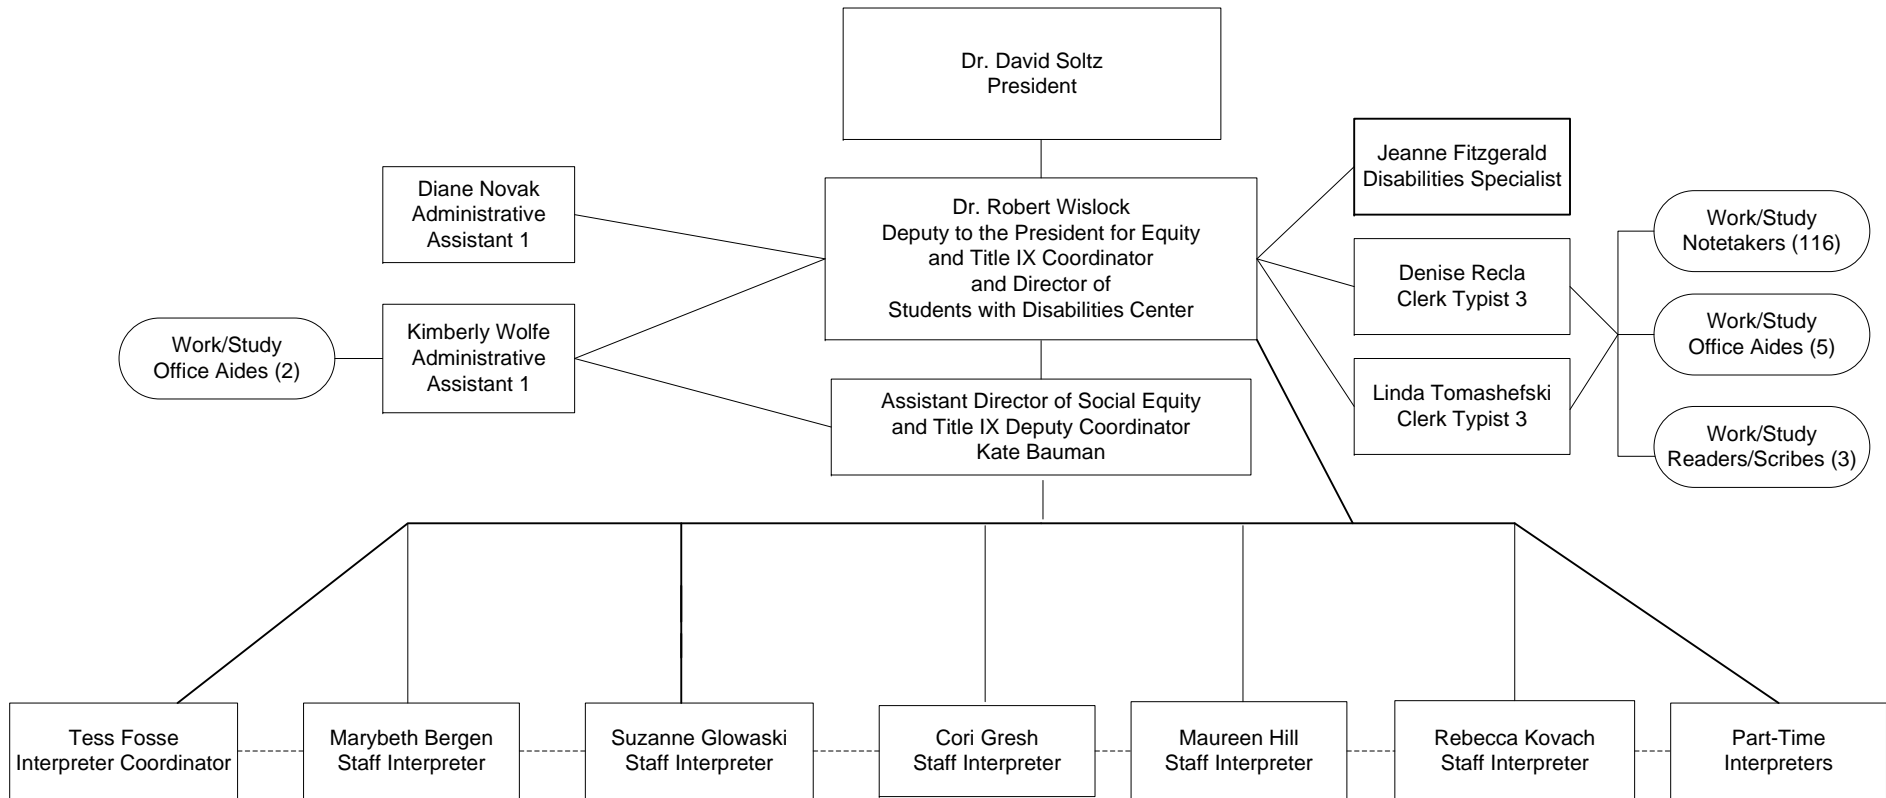 Dr. David Soltz
President
Diane Novak
Administrative
Assistant 1
Dr. Robert Wislock
Deputy to the President for Equity
and Title IX Coordinator
and Director of
Students with Disabilities Center
Jeanne Fitzgerald
Disabilities Specialist
Work/Study
Notetakers (116)
Denise Recla
Clerk Typist 3
Work/Study
Office Aides (2)
Kimberly Wolfe
Administrative
Assistant 1
Work/Study
Office Aides (5)
Assistant Director of Social Equity
and Title IX Deputy Coordinator
Kate Bauman
Linda Tomashefski
Clerk Typist 3
Work/Study
Readers/Scribes (3)
Tess Fosse
Interpreter Coordinator
Marybeth Bergen
Staff Interpreter
Suzanne Glowaski
Staff Interpreter
Cori Gresh
Staff Interpreter
Maureen Hill
Staff Interpreter
Rebecca Kovach
Staff Interpreter
Part-Time
Interpreters